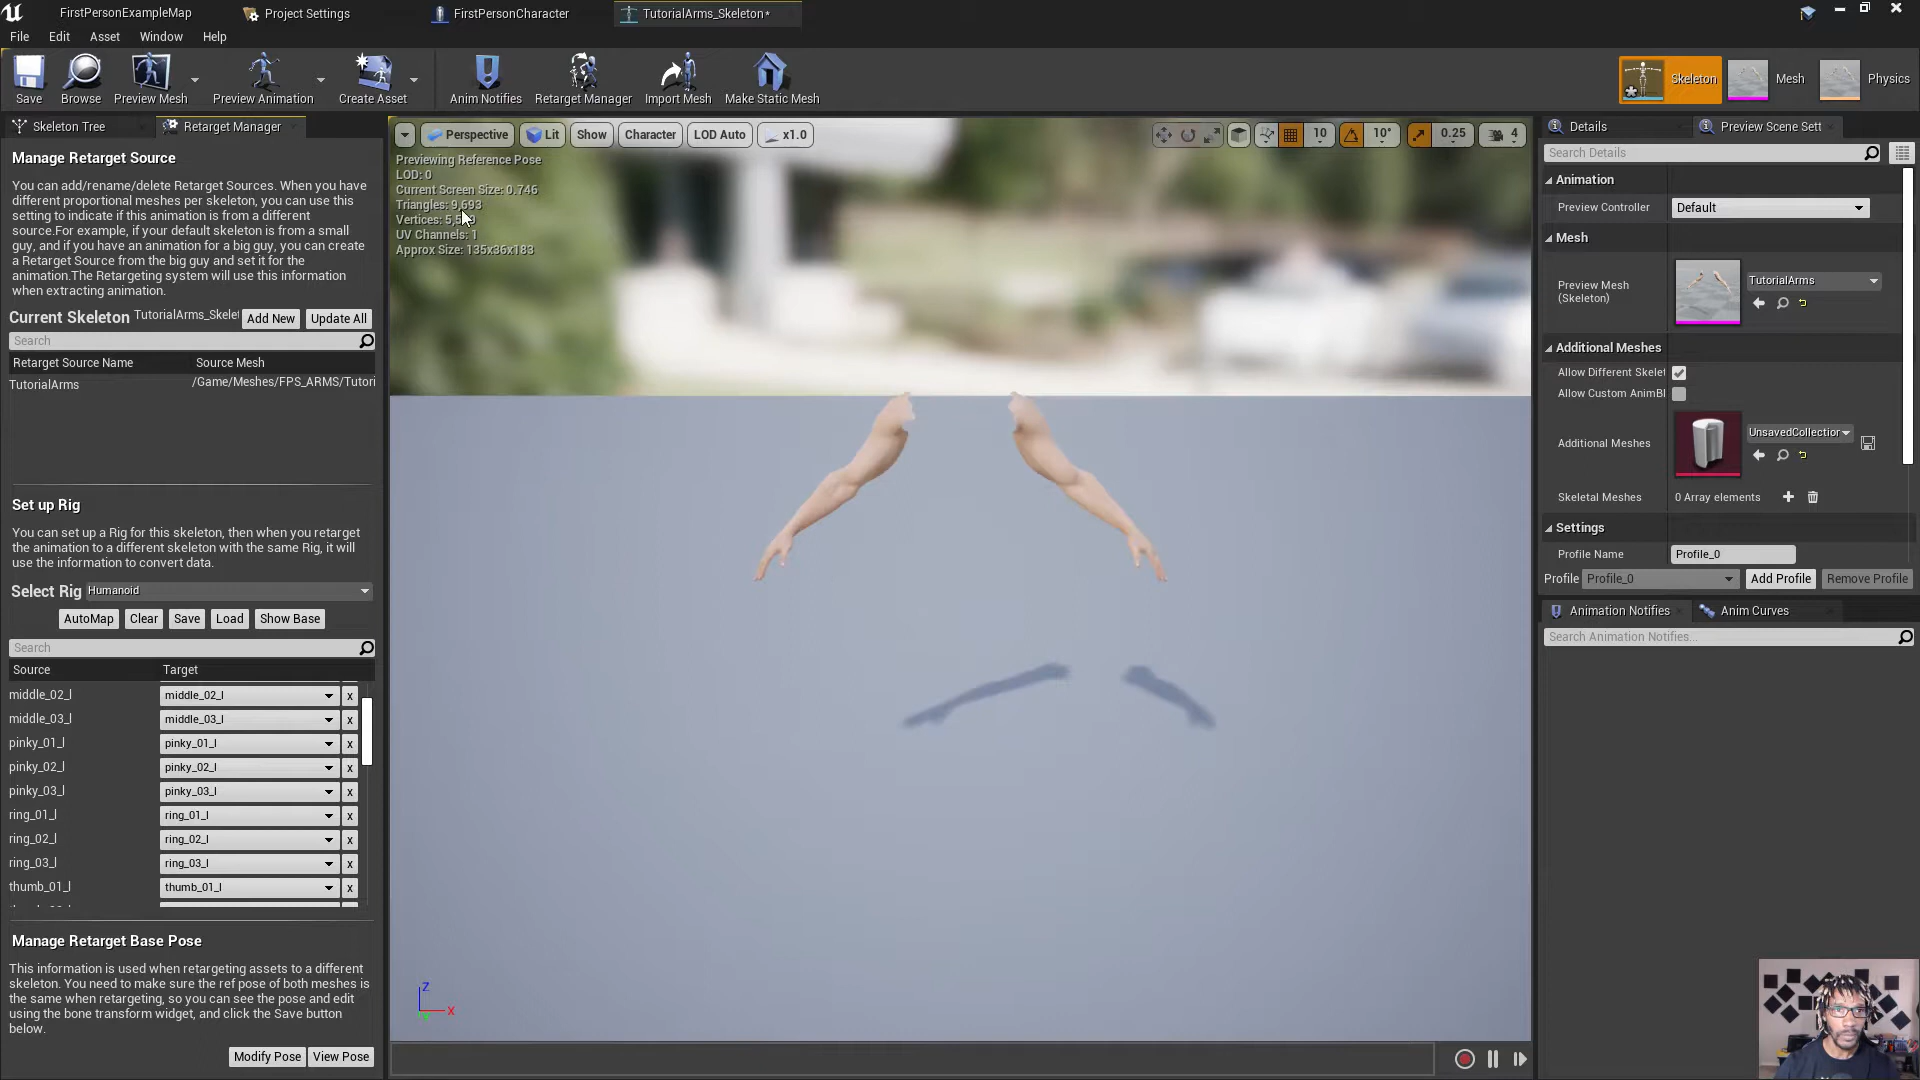 FirstPersonExampleMap
Project Settings
FirstPersonCharacter
TutorialArms_Skeleton*
File
Edit
Asset
Window
Help
Save
Browse
Preview Mesh
Preview Animation
Create Asset
Anim Notifies
Retarget Manager
Import Mesh
Make Static Mesh
Skeleton
Mesh
Physics
Skeleton Tree
Retarget Manager
Manage Retarget Source
You can add/rename/delete Retarget Sources. When you have
different proportional meshes per skeleton, you can use this
setting to indicate if this animation is from a different
source.For example, if your default skeleton is from a small
guy, and if you have an animation for a big guy, you can create
a Retarget Source from the big guy and set it for the
animation.The Retargeting system will use this information
when extracting animation.
Current Skeleton TutorialArms_Skelet
Add New
Update All
Search
Retarget Source Name
Source Mesh
TutorialArms
/Game/Meshes/FPS_ARMS/Tutori
Set up Rig
You can set up a Rig for this skeleton, then when you retarget
the animation to a different skeleton with the same Rig, it will
use the information to convert data.
Select Rig Humanoid
AutoMap
Clear
Save
Load
Show Base
Search
Source
Target
middle_02_l middle_02_l x
middle_03_l middle_03_l x
pinky_01_l pinky_01_l x
pinky_02_l pinky_02_l x
pinky_03_l pinky_03_l x
ring_01_l ring_01_l x
ring_02_l ring_02_l x
ring_03_l ring_03_l x
thumb_01_l thumb_01_l x
Manage Retarget Base Pose
This information is used when retargeting assets to a different
skeleton. You need to make sure the ref pose of both meshes is
the same when retargeting, so you can see the pose and edit
using the bone transform widget, and click the Save button
below.
Modify Pose
View Pose
Perspective
Lit
Show
Character
LOD Auto
x1.0
10
10°
0.25
4
Previewing Reference Pose
LOD: 0
Current Screen Size: 0.746
Triangles: 9,693
Vertices:
UV Channels: 1
Approx Size: 135x36x183
Z
X
Details
Preview Scene Sett
Search Details
Animation
Preview Controller
Default
Mesh
Preview Mesh
(Skeleton)
TutorialArms
Additional Meshes
Allow Different Skelet
Allow Custom AnimBl
Additional Meshes
UnsavedCollection
Skeletal Meshes
0 Array elements
Settings
Profile Name
Profile_0
Profile
Profile_0
Add Profile
Remove Profile
Animation Notifies
Anim Curves
Search Animation Notifies...